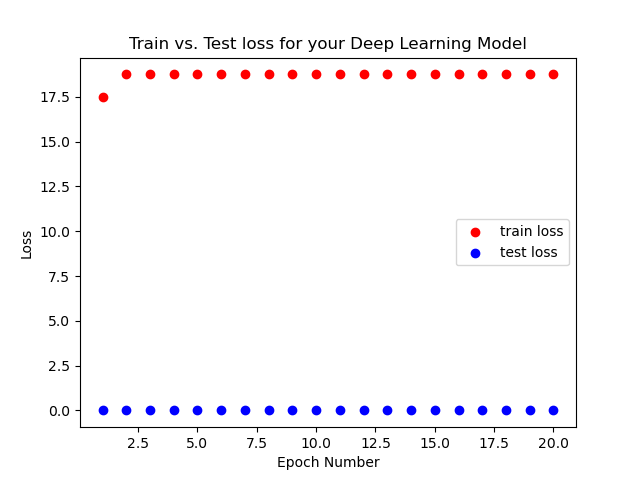 Train vs. Test loss for your Deep Learning Model
Loss
17.5
15.0
12.5
10.0
7.5
5.0
2.5
0.0
train loss
test loss
2.5 5.0 7.5 10.0 12.5 15.0 17.5 20.0
Epoch Number